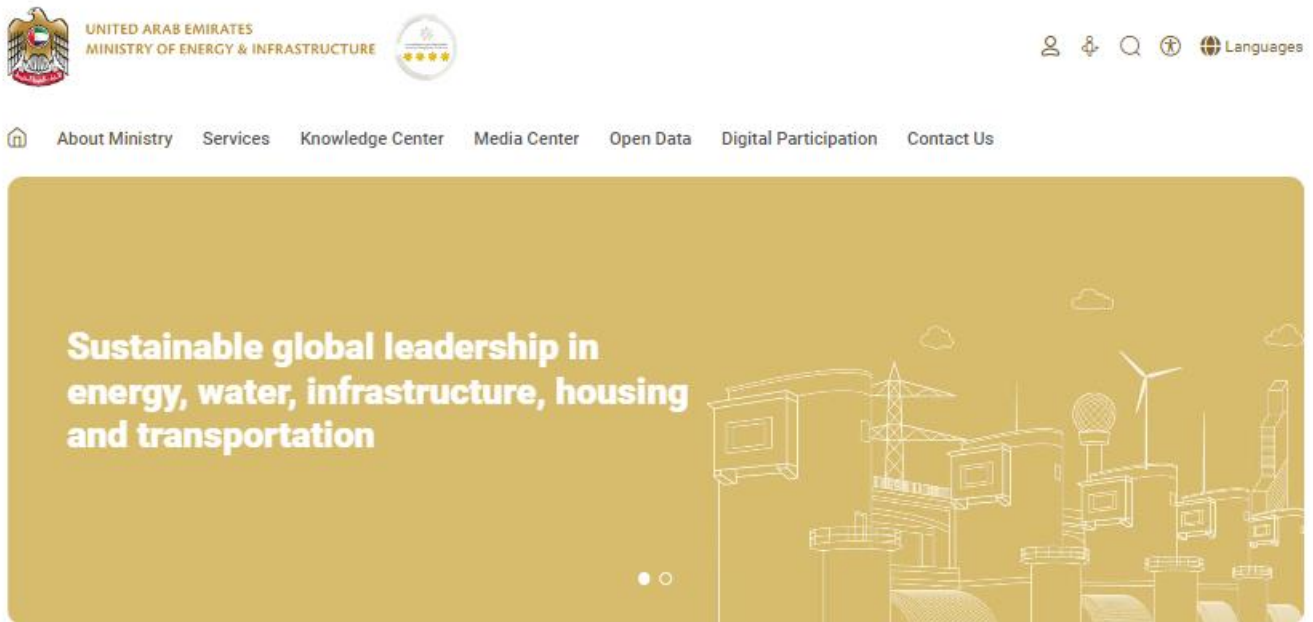 UNITED ARAB EMIRATES
MINISTRY OF ENERGY & INFRASTRUCTURE
Languages
About Ministry
Services
Knowledge Center
Media Center
Open Data
Digital Participation
Contact Us
Sustainable global leadership in
energy, water, infrastructure, housing
and transportation